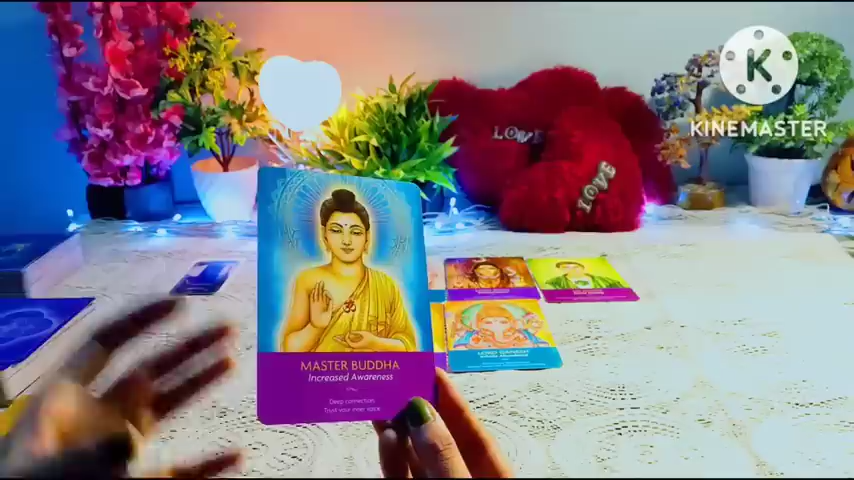 K
KINEMASTER
LOVE
LOVE
MASTER BUDDHA
Increased Awareness
Deep connection
Trust your inner voice